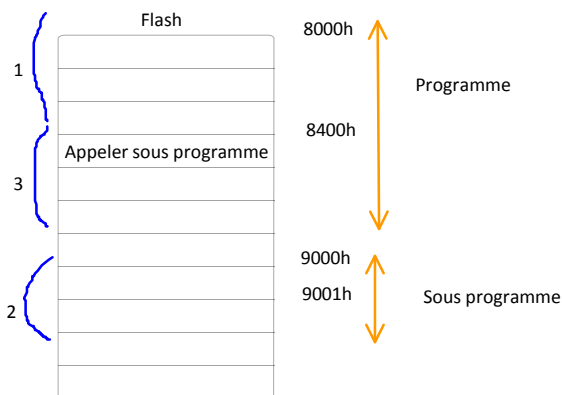 Flash
8000h
1
Programme
8400h
Appeler sous programme
3
9000h
9001h
Sous programme
2